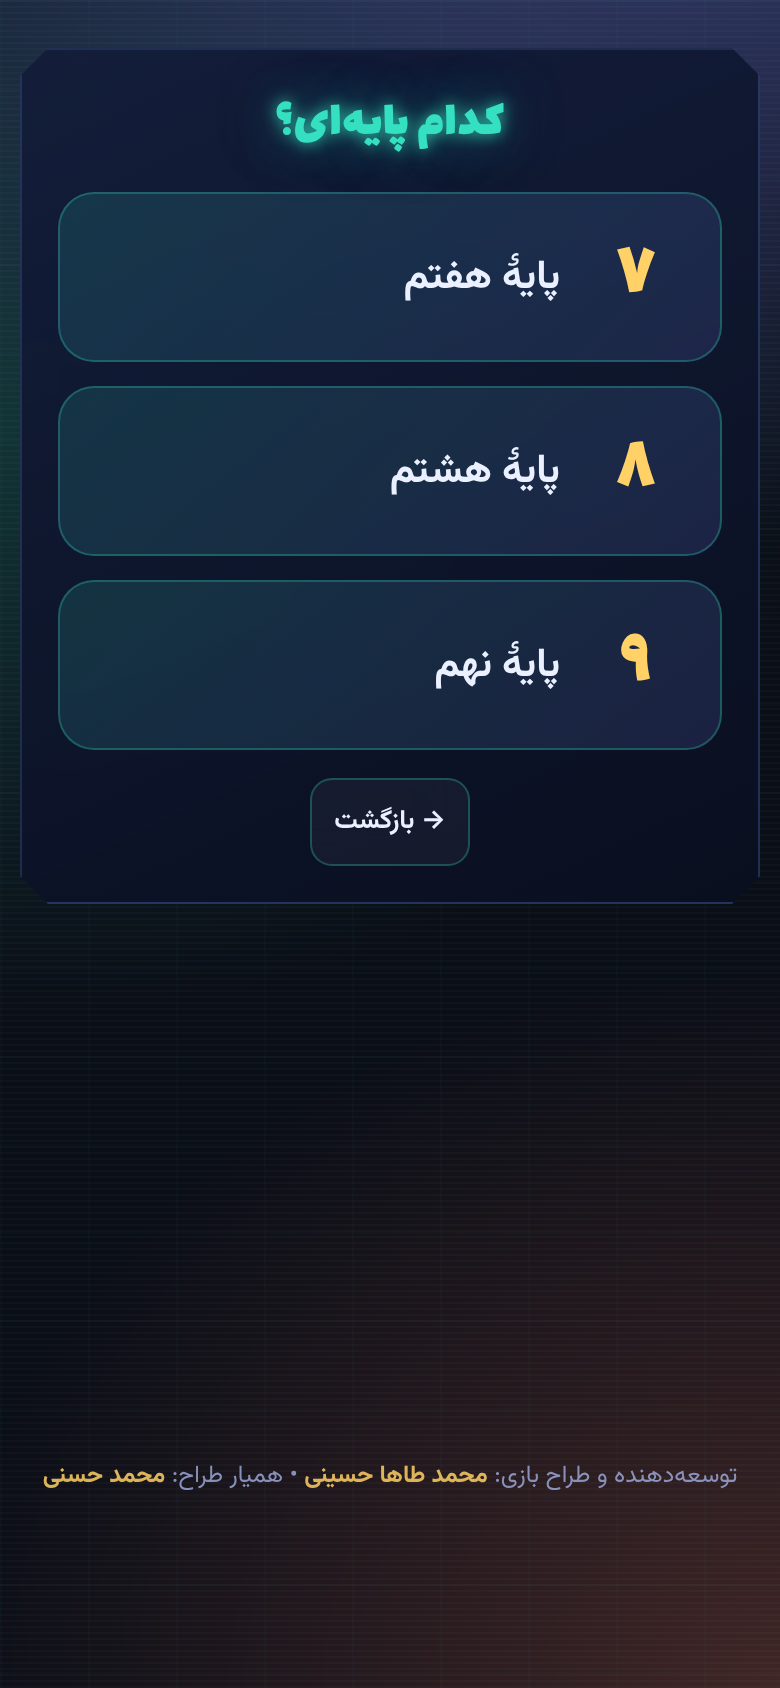 کدام پایه‌ای؟
۷ پایهٔ هفتم
۸ پایهٔ هشتم
۹ پایهٔ نهم
→ بازگشت
توسعه‌دهنده و طراح بازی: محمد طاها حسینی • همیار طراح: محمد حسنی